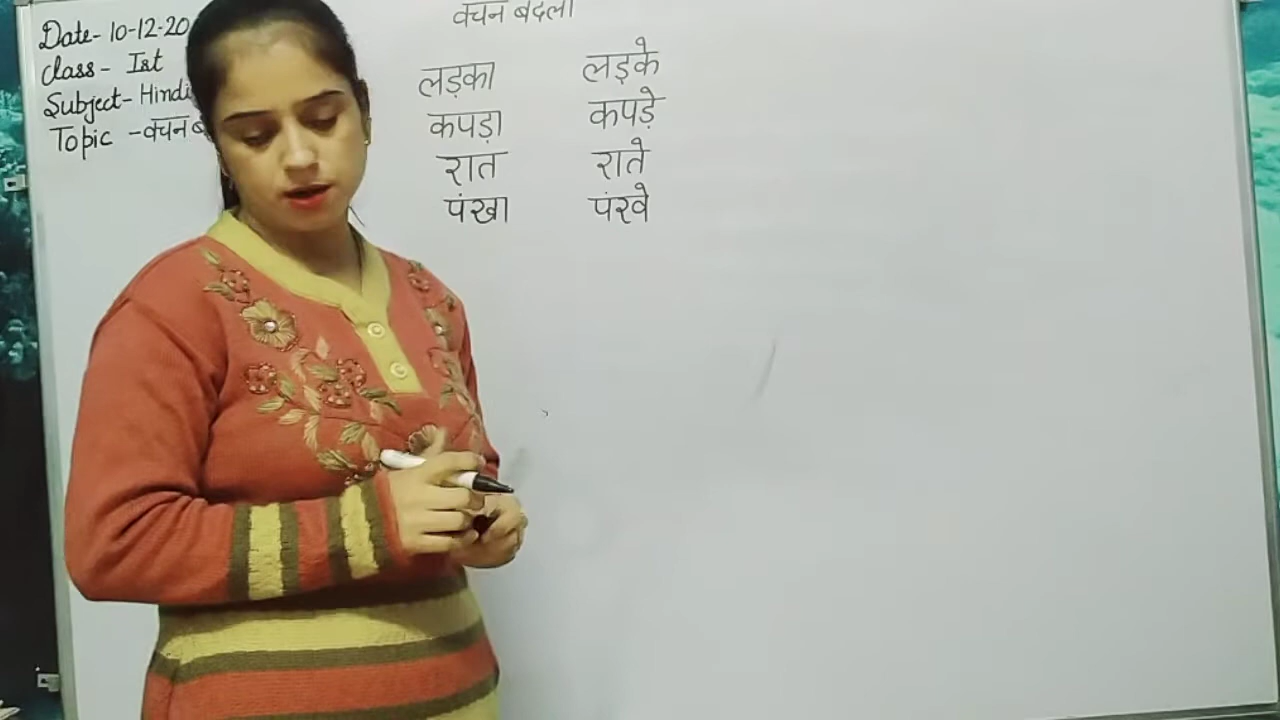 Date- 10-12-20
Class- Ist
Subject- Hindi
Topic -वचन ब
वचन बदलो
लड़का लड़के
कपड़ा कपड़े
रात राते
पंखा पंखे